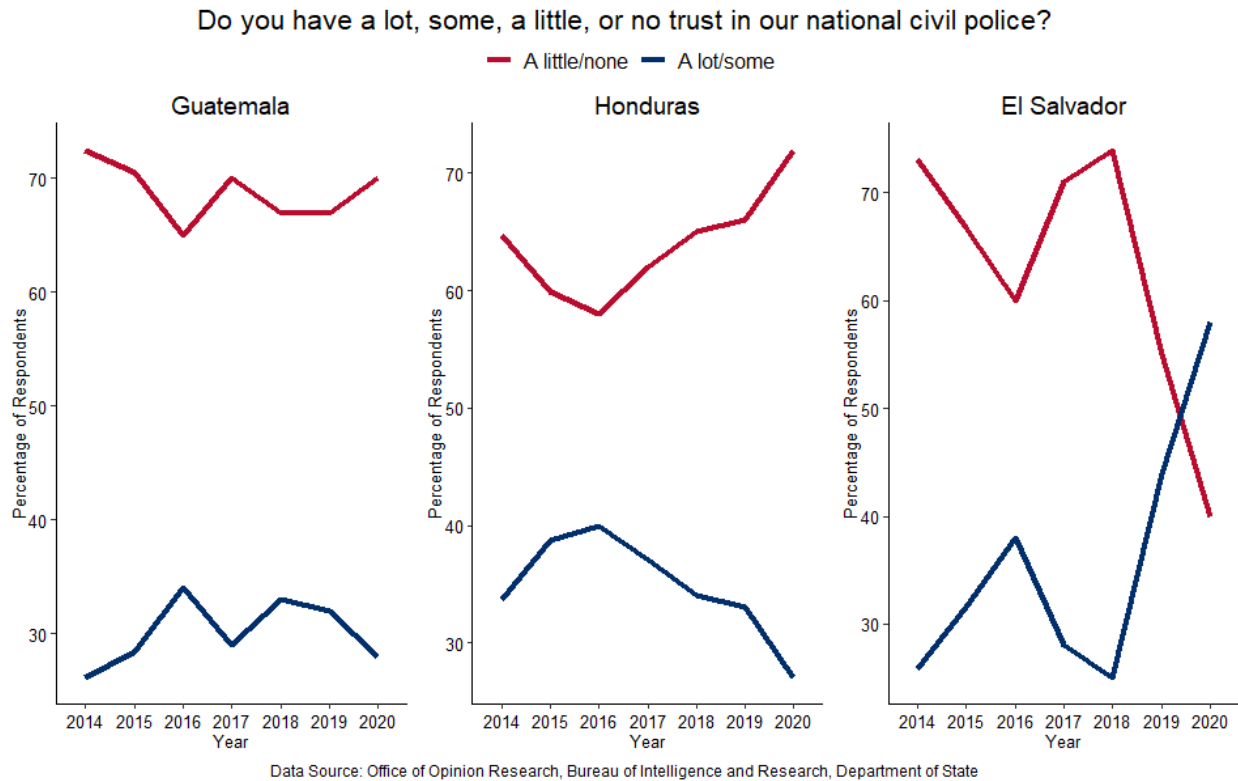 Do you have a lot, some, a little, or no trust in our national civil police?
A little/none A lot/some
Guatemala
Percentage of Respondents
70
60
50
40
30
2014 2015 2016 2017 2018 2019 2020
Year
Honduras
Percentage of Respondents
70
60
50
40
30
2014 2015 2016 2017 2018 2019 2020
Year
El Salvador
Percentage of Respondents
70
60
50
40
30
2014 2015 2016 2017 2018 2019 2020
Year
Data Source: Office of Opinion Research, Bureau of Intelligence and Research, Department of State